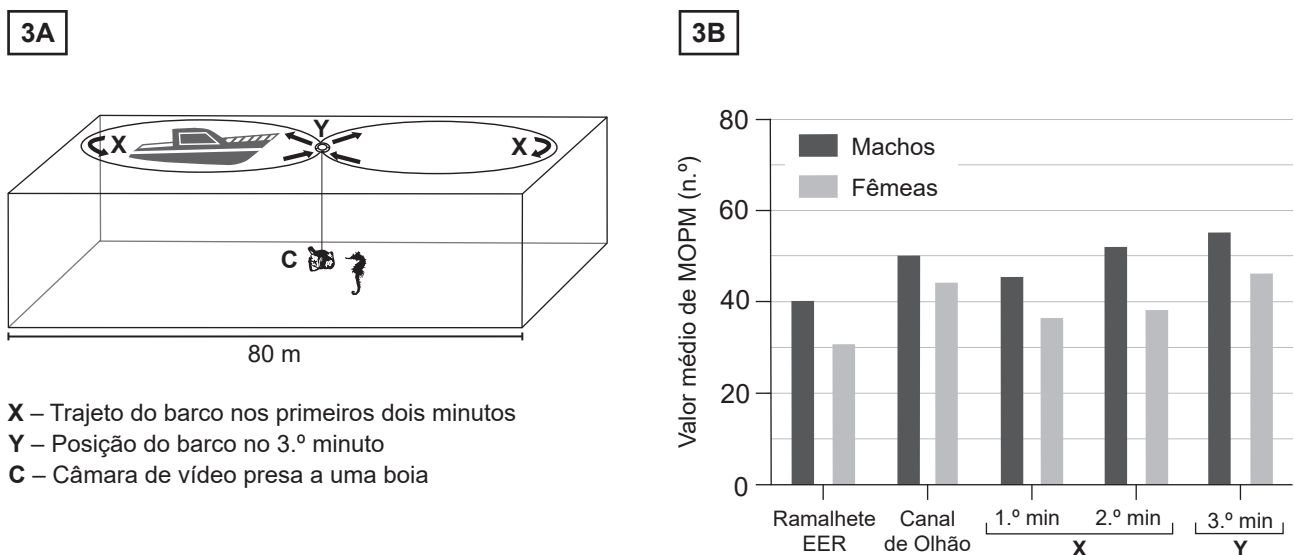 3A
X
Y
X
C
80 m
X – Trajeto do barco nos primeiros dois minutos
Y – Posição do barco no 3.º minuto
C – Câmara de vídeo presa a uma boia
3B
Valor médio de MOPM (n.º)
80
60
40
20
0
Machos
Fêmeas
Ramalhete
EER
Canal
de Olhão
1.º min
2.º min
X
3.º min
Y